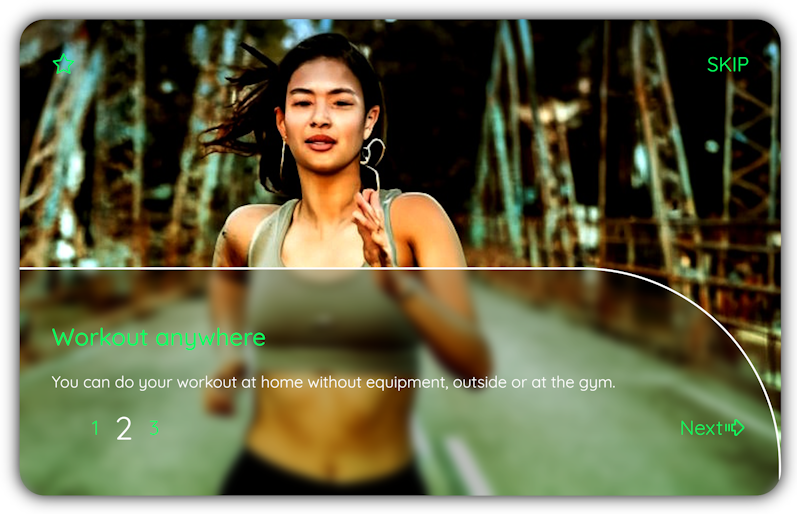 SKIP
Workout anywhere
You can do your workout at home without equipment, outside or at the gym.
1 2 3
Next